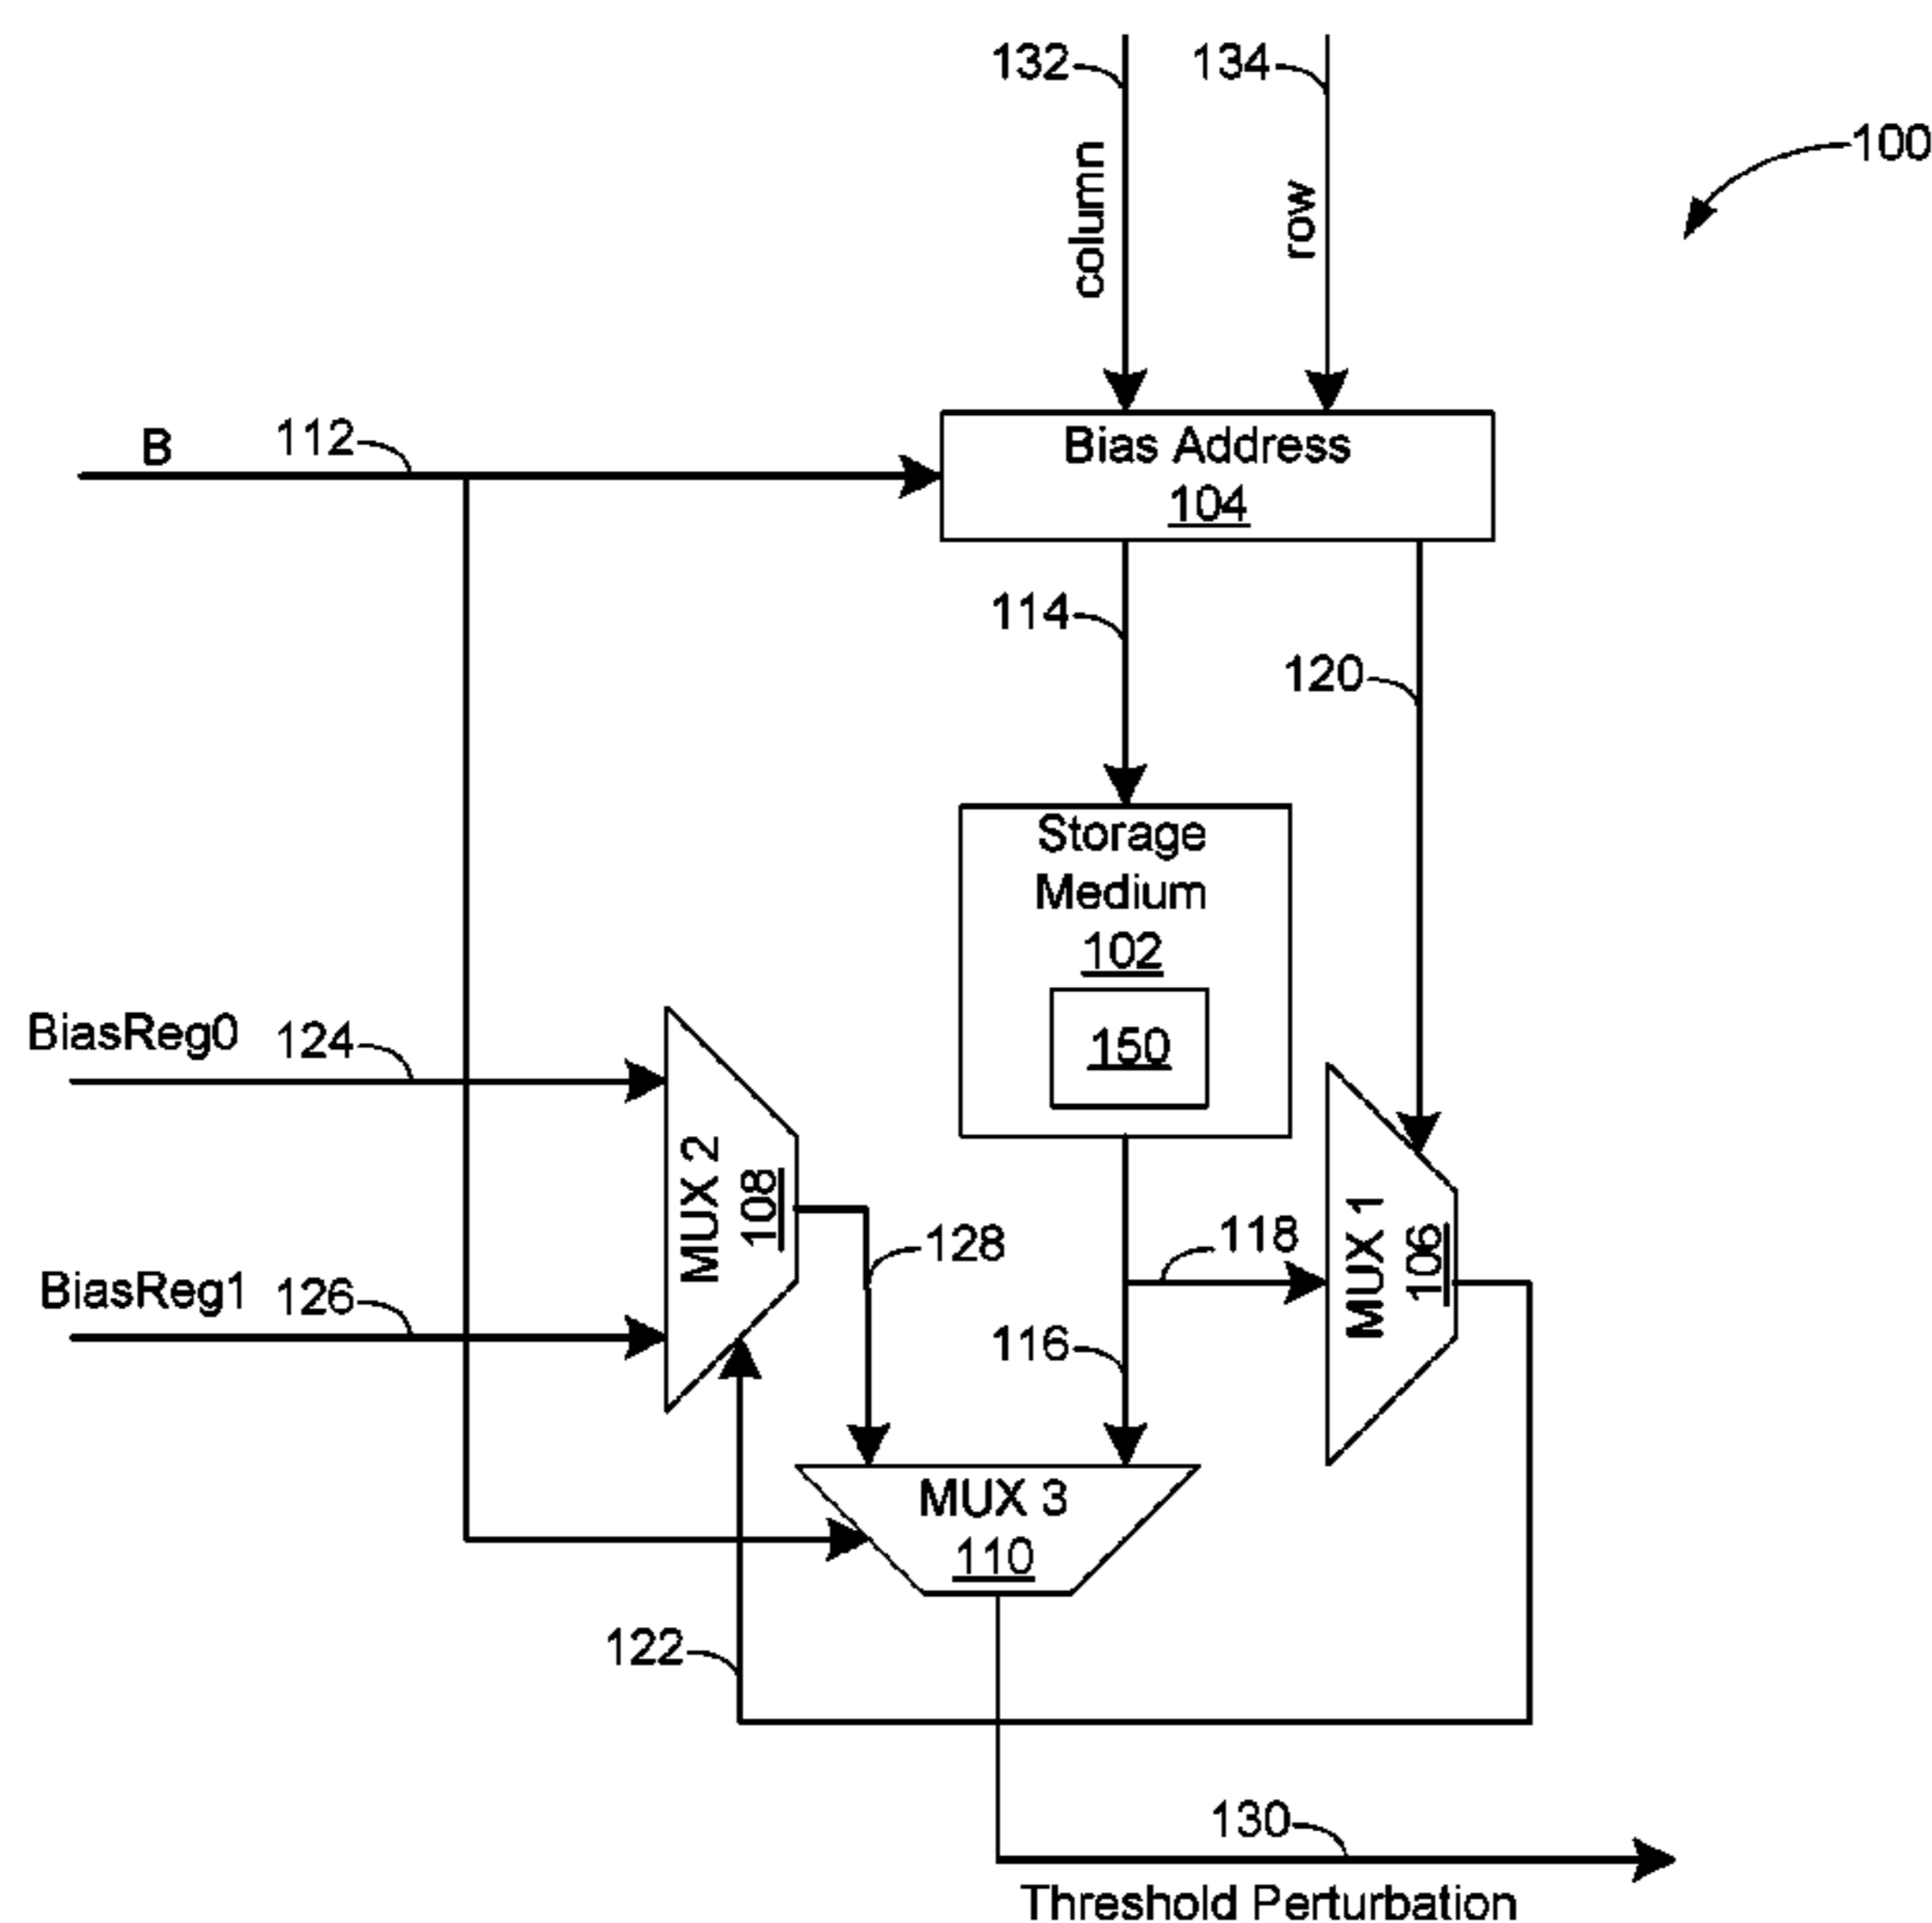 132
134
100
column
row
B
112
Bias Address
104
114
120
Storage
Medium
102
150
BiasReg0
124
MUX 2
108
128
118
MUX 1
106
BiasReg1
126
116
MUX 3
110
122
130
Threshold Perturbation